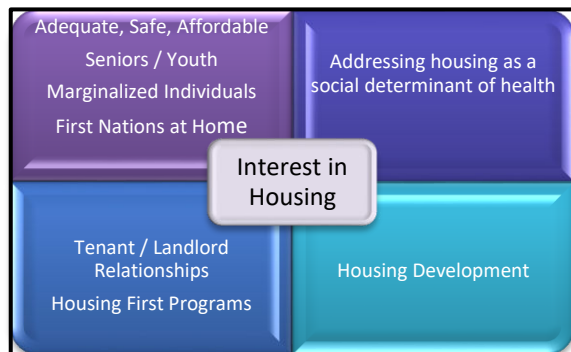 Adequate, Safe, Affordable
Seniors / Youth
Marginalized Individuals
First Nations at Home
Addressing housing as a
social determinant of health
Interest in
Housing
Tenant / Landlord
Relationships
Housing First Programs
Housing Development